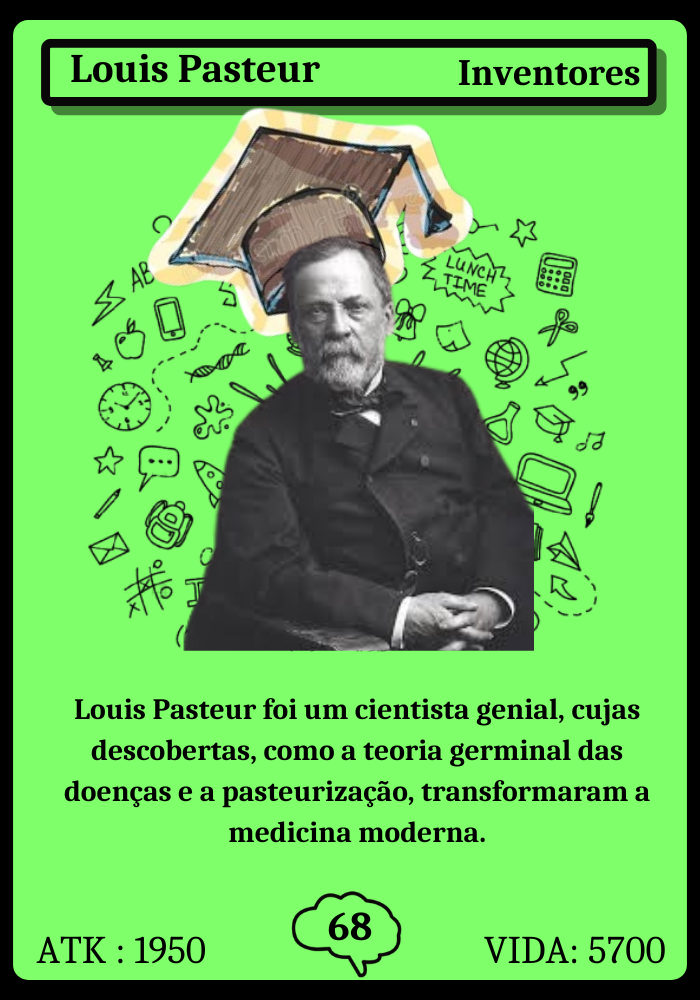 Louis Pasteur
Inventores
AB
LUNCH
TIME
Louis Pasteur foi um cientista genial, cujas
descobertas, como a teoria germinal das
doenças e a pasteurização, transformaram a
medicina moderna.
ATK : 1950
68
VIDA: 5700